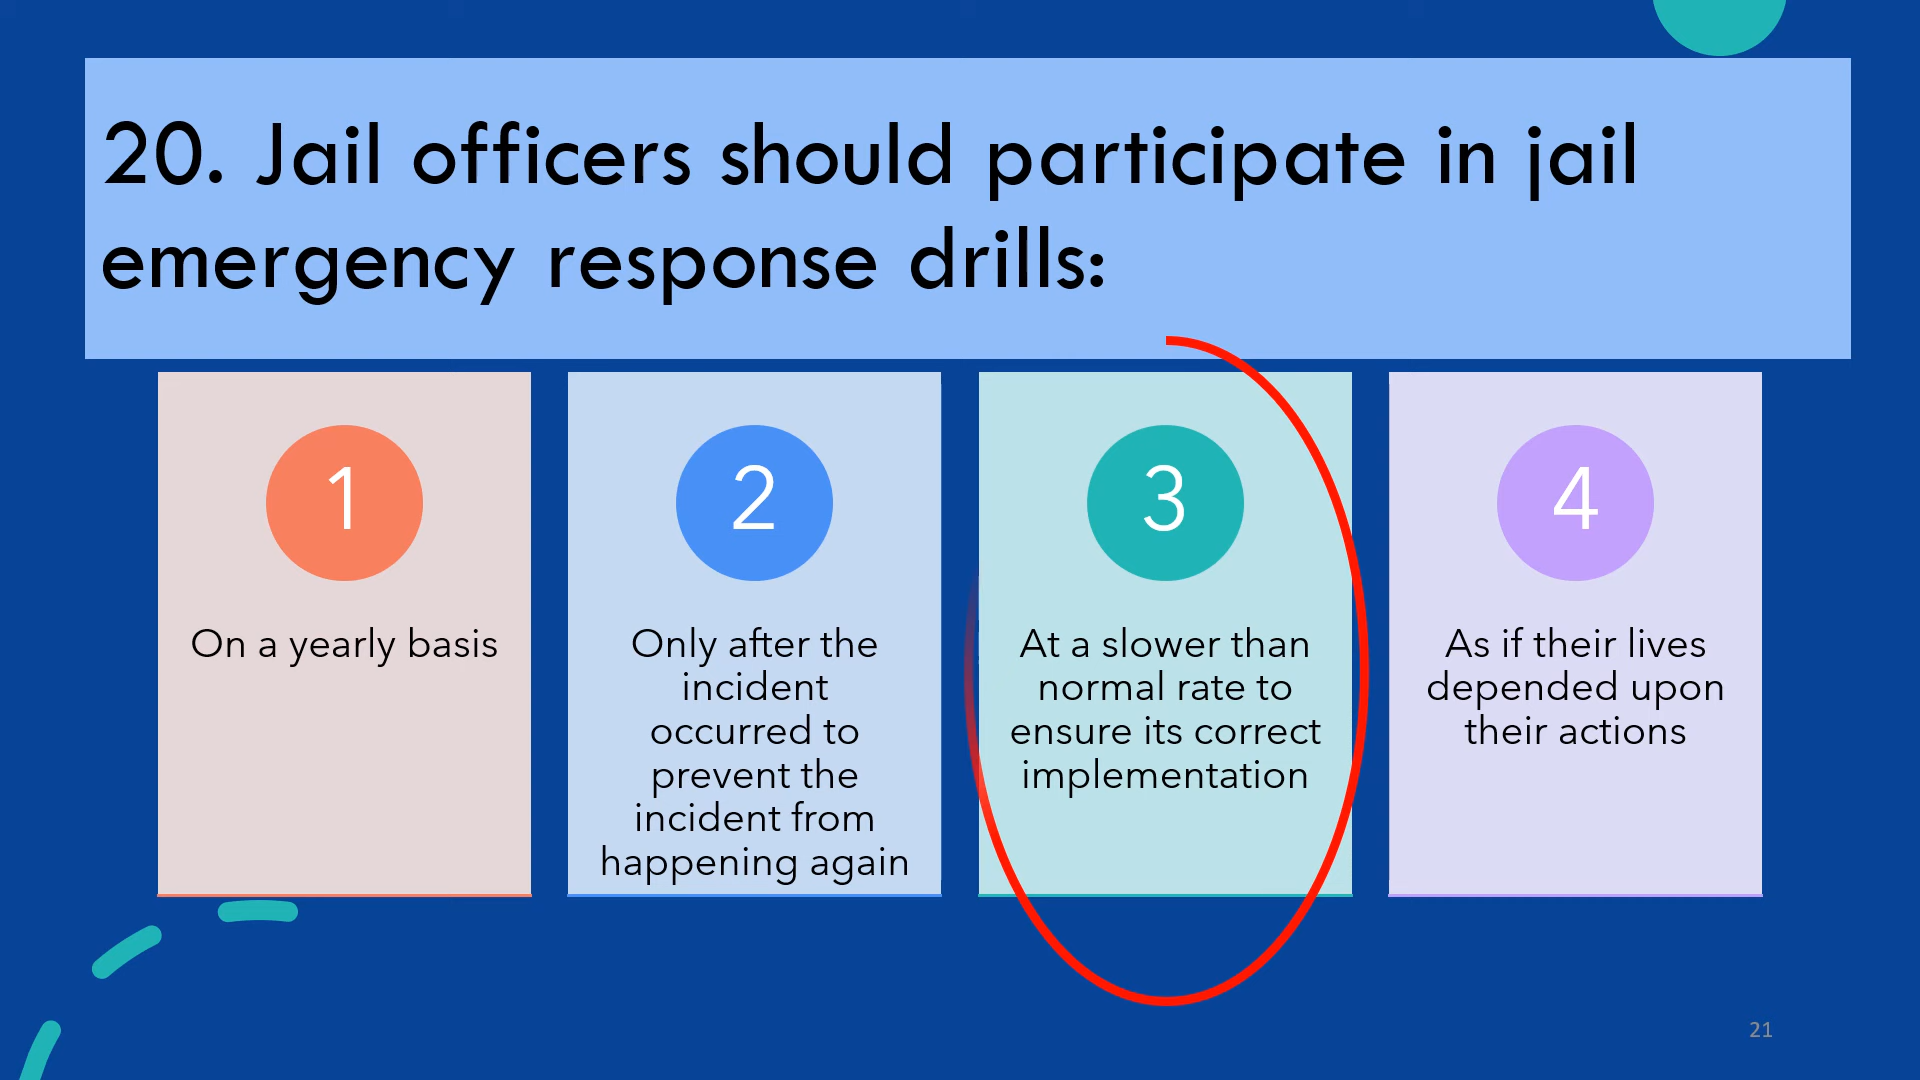 20. Jail officers should participate in jail
emergency response drills:
1
On a yearly basis
2
Only after the
incident
occurred to
prevent the
incident from
happening again
3
At a slower than
normal rate to
ensure its correct
implementation
4
As if their lives
depended upon
their actions
21